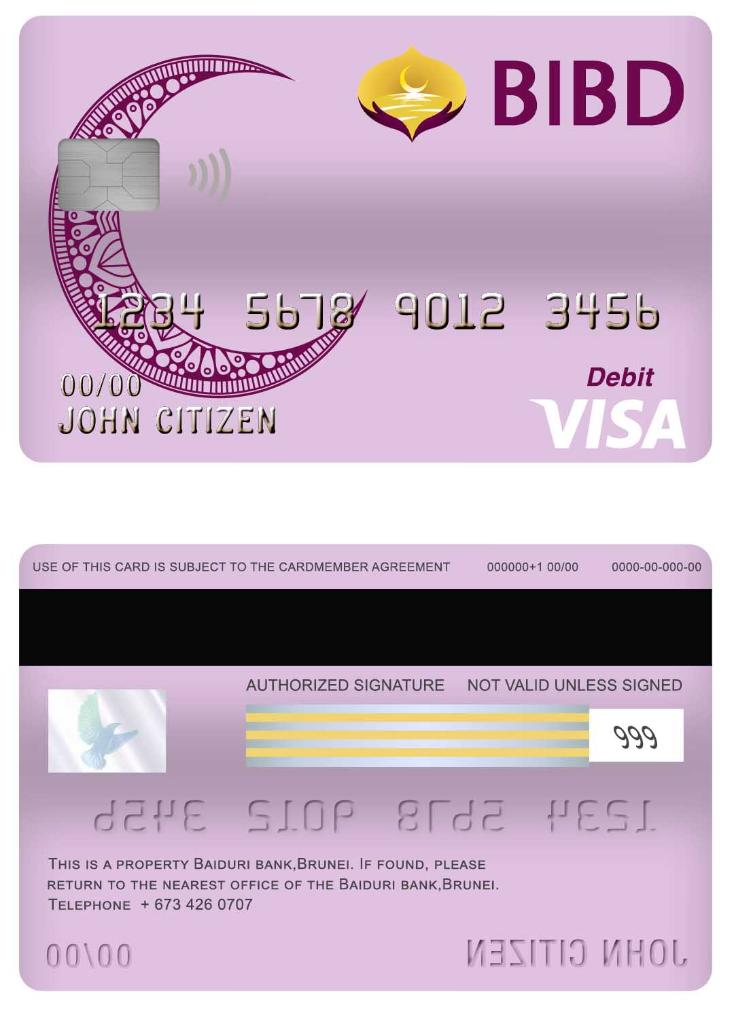 BIBD
1234 5678 9012 3456
00/00
JOHN CITIZEN
Debit
VISA
USE OF THIS CARD IS SUBJECT TO THE CARDMEMBER AGREEMENT 000000+1 00/00 0000-00-000-00
AUTHORIZED SIGNATURE NOT VALID UNLESS SIGNED
999
1234 5678 9012 3456
THIS IS A PROPERTY BAIDURI BANK,BRUNEI. IF FOUND, PLEASE
RETURN TO THE NEAREST OFFICE OF THE BAIDURI BANK,BRUNEI.
TELEPHONE + 673 426 0707
00/00
JOHN CITIZEN